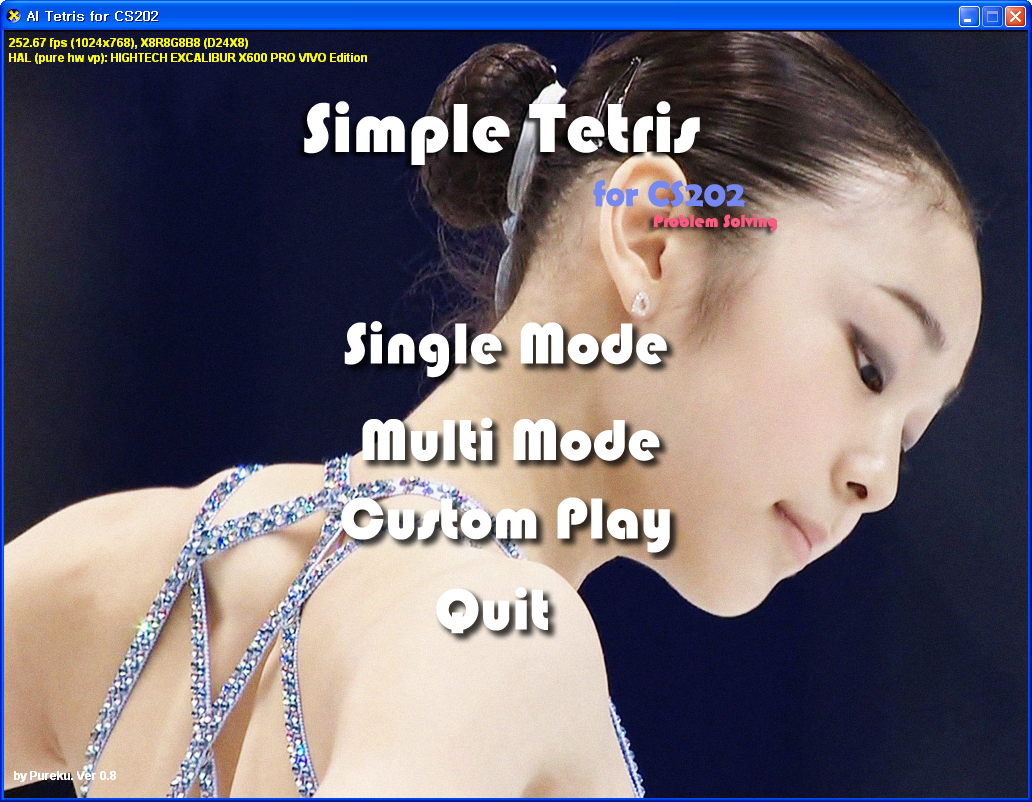 AI Tetris for CS202
252.67 fps (1024x768), X8R8G8B8 (D24X8)
HAL (pure hw vp): HIGHTECH EXCALIBUR X600 PRO VIVO Edition
Simple Tetris
for CS202
Problem Solving
Single Mode
Multi Mode
Custom Play
Quit
by Pureku. Ver 0.8